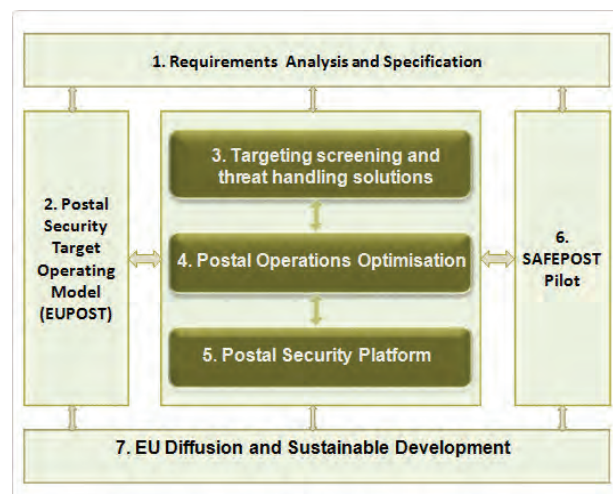 1. Requirements Analysis and Specification
3. Targeting screening and
threat handling solutions
2. Postal
Security
Target
Operating
Model
(EUPOST)
4. Postal Operations Optimisation
6.
SAFEPOST
Pilot
5. Postal Security Platform
7. EU Diffusion and Sustainable Development